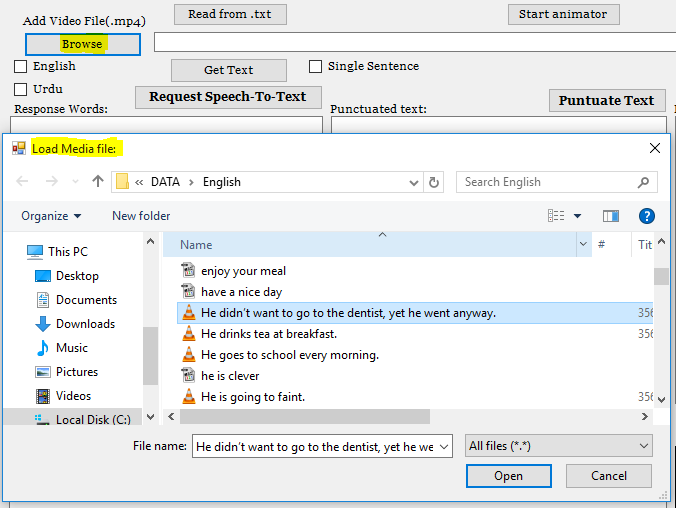 Read from .txt
Start animator
Add Video File(.mp4)
Browse
English
Get Text
Single Sentence
Urdu
Request Speech-To-Text
Puntuate Text
Response Words:
Punctuated text:
Load Media file:
« DATA › English
Search English
Organize
New folder
This PC
Desktop
Documents
Downloads
Music
Pictures
Videos
Local Disk (C:)
Name
#
Tit
enjoy your meal
have a nice day
He didn't want to go to the dentist, yet he went anyway.
356
He drinks tea at breakfast.
356
He goes to school every morning.
he is clever
He is going to faint.
356
File name:
He didn't want to go to the dentist, yet he we
All files (*.*)
Open
Cancel